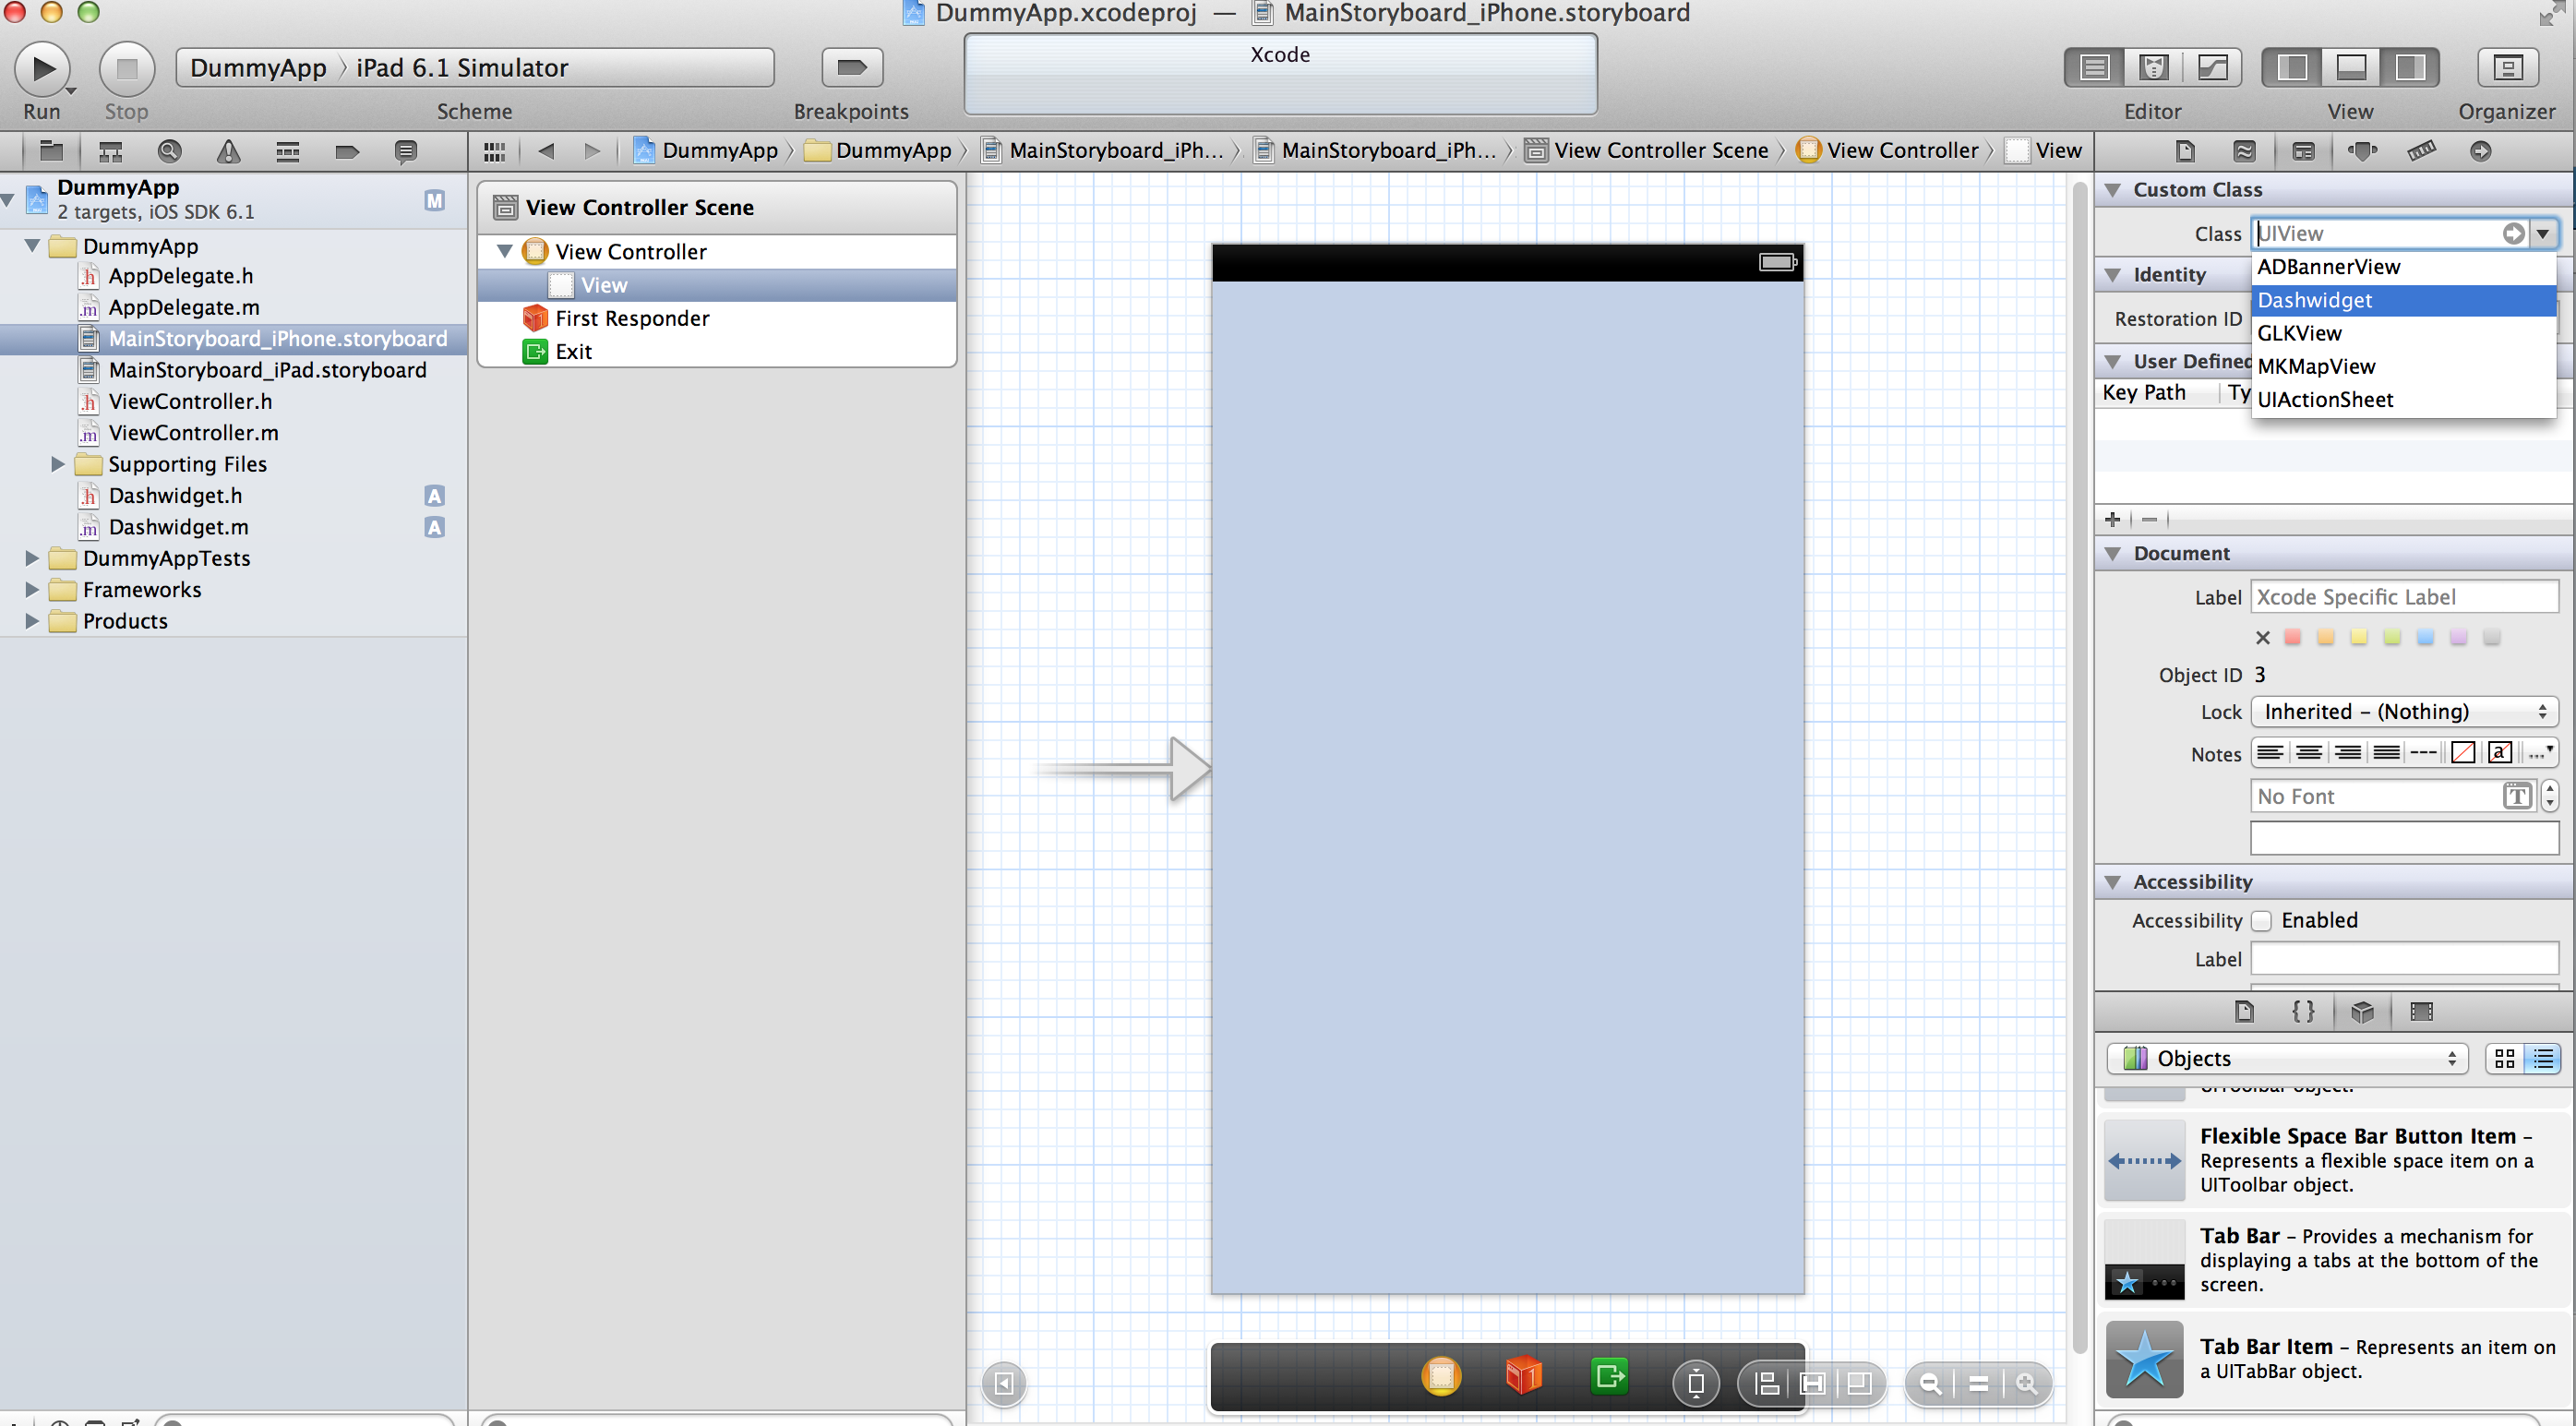 DummyApp.xcodeproj — MainStoryboard_iPhone.storyboard
DummyApp 〉 iPad 6.1 Simulator
Xcode
Run
Stop
Scheme
Breakpoints
Editor
View
Organizer
DummyApp 〉 DummyApp 〉 MainStoryboard_iPh... 〉 MainStoryboard_iPh... 〉 View Controller Scene 〉 View Controller 〉 View
DummyApp
M
2 targets, iOS SDK 6.1
DummyApp
AppDelegate.h
AppDelegate.m
MainStoryboard_iPhone.storyboard
MainStoryboard_iPad.storyboard
ViewController.h
ViewController.m
Supporting Files
Dashwidget.h A
Dashwidget.m A
DummyAppTests
Frameworks
Products
View Controller Scene
View Controller
View
First Responder
Exit
Custom Class
Class UIView
ADBannerView
Dashwidget
GLKView
MKMapView
UIActionSheet
Identity
Restoration ID
User Defined
Key Path Ty
Document
Label Xcode Specific Label
Object ID 3
Lock Inherited - (Nothing)
Notes
No Font
Accessibility
Accessibility Enabled
Label
Objects
UIToolbar object.
Flexible Space Bar Button Item –
Represents a flexible space item on a
UIToolbar object.
Tab Bar – Provides a mechanism for
displaying a tabs at the bottom of the
screen.
Tab Bar Item – Represents an item on
a UITabBar object.